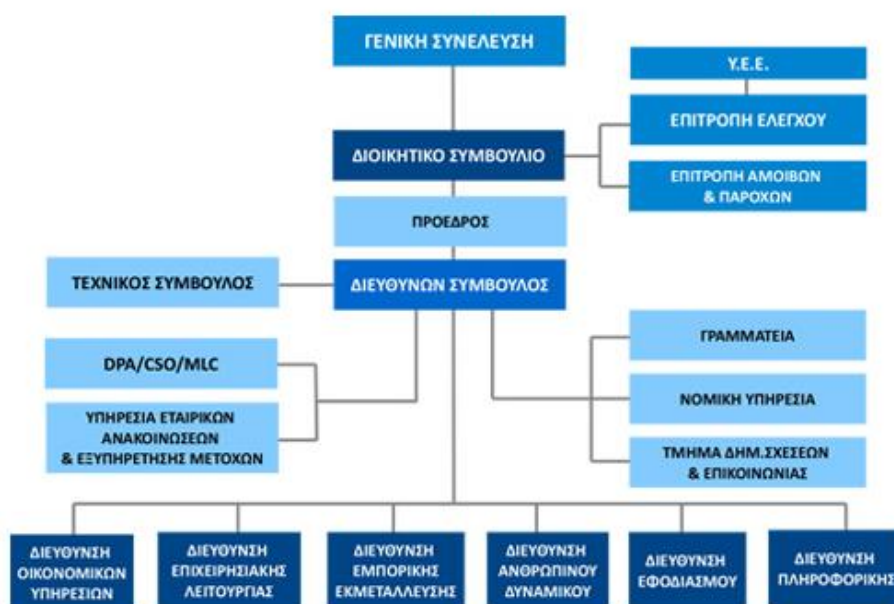 ΓΕΝΙΚΗ ΣΥΝΕΛΕΥΣΗ
Υ.Ε.Ε.
ΕΠΙΤΡΟΠΗ ΕΛΕΓΧΟΥ
ΔΙΟΙΚΗΤΙΚΟ ΣΥΜΒΟΥΛΙΟ
ΕΠΙΤΡΟΠΗ ΑΜΟΙΒΩΝ
& ΠΑΡΟΧΩΝ
ΠΡΟΕΔΡΟΣ
ΤΕΧΝΙΚΟΣ ΣΥΜΒΟΥΛΟΣ
ΔΙΕΥΘΥΝΩΝ ΣΥΜΒΟΥΛΟΣ
ΓΡΑΜΜΑΤΕΙΑ
DPA/CSO/MLC
ΝΟΜΙΚΗ ΥΠΗΡΕΣΙΑ
ΥΠΗΡΕΣΙΑ ΕΤΑΙΡΙΚΩΝ
ΑΝΑΚΟΙΝΩΣΕΩΝ
& ΕΞΥΠΗΡΕΤΗΣΗΣ ΜΕΤΟΧΩΝ
ΤΜΗΜΑ ΔΗΜ.ΣΧΕΣΕΩΝ
& ΕΠΙΚΟΙΝΩΝΙΑΣ
ΔΙΕΥΘΥΝΣΗ
ΟΙΚΟΝΟΜΙΚΩΝ
ΥΠΗΡΕΣΙΩΝ
ΔΙΕΥΘΥΝΣΗ
ΕΠΙΧΕΙΡΗΣΙΑΚΗΣ
ΛΕΙΤΟΥΡΓΙΑΣ
ΔΙΕΥΘΥΝΣΗ
ΕΜΠΟΡΙΚΗΣ
ΕΚΜΕΤΑΛΛΕΥΣΗΣ
ΔΙΕΥΘΥΝΣΗ
ΑΝΘΡΩΠΙΝΟΥ
ΔΥΝΑΜΙΚΟΥ
ΔΙΕΥΘΥΝΣΗ
ΕΦΟΔΙΑΣΜΟΥ
ΔΙΕΥΘΥΝΣΗ
ΠΛΗΡΟΦΟΡΙΚΗΣ